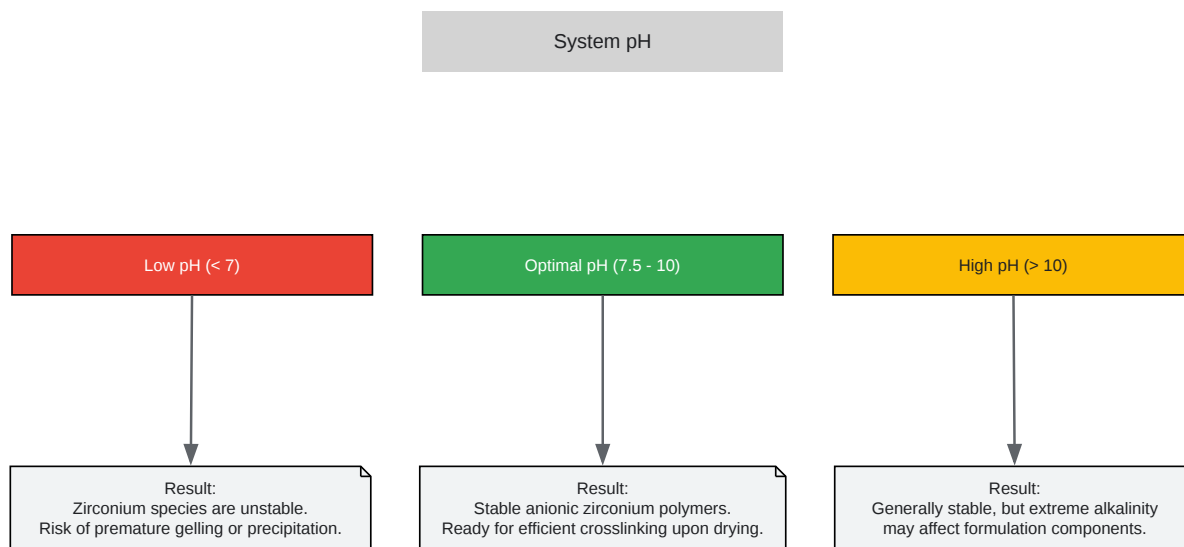 System pH
Low pH (< 7)
Optimal pH (7.5 - 10)
High pH (> 10)
Result:
Zirconium species are unstable.
Risk of premature gelling or precipitation.
Result:
Stable anionic zirconium polymers.
Ready for efficient crosslinking upon drying.
Result:
Generally stable, but extreme alkalinity
may affect formulation components.